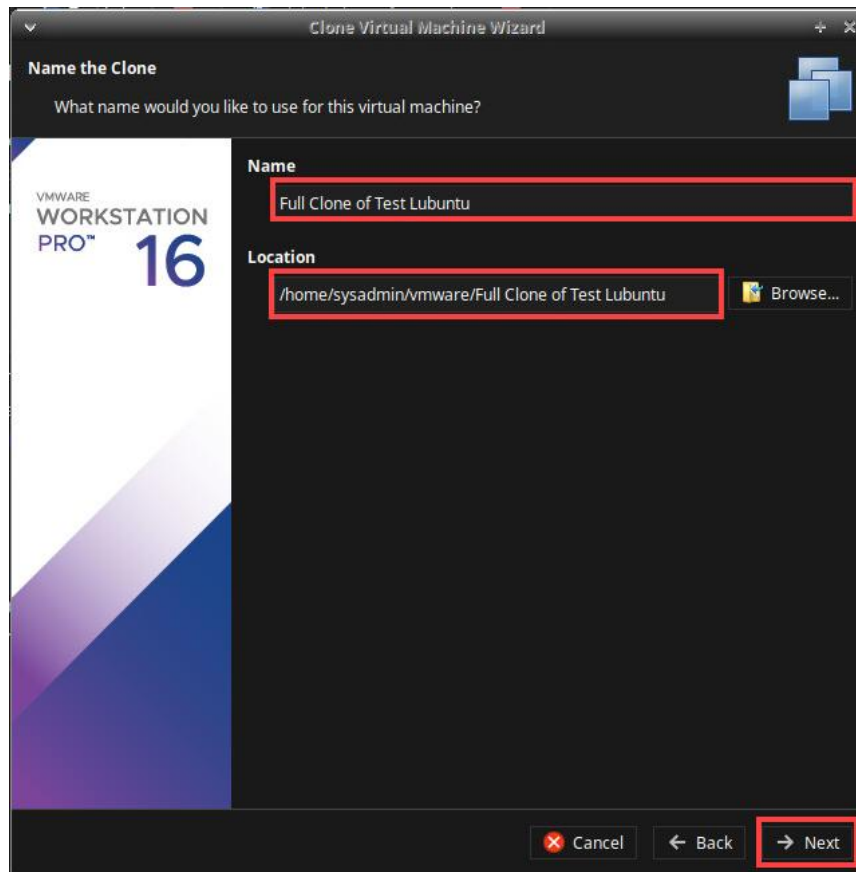 Clone Virtual Machine Wizard
Name the Clone
What name would you like to use for this virtual machine?
VMWARE
WORKSTATION
PRO™ 16
Name
Full Clone of Test Lubuntu
Location
/home/sysadmin/vmware/Full Clone of Test Lubuntu
Browse...
Cancel
Back
Next